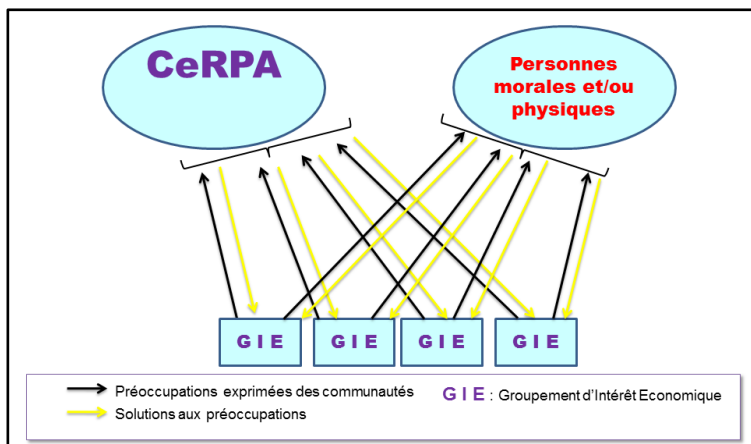 CeRPA
Personnes
morales et/ou
physiques
G I E
G I E
G I E
G I E
Préoccupations exprimées des communautés
G I E : Groupement d'Intérêt Economique
Solutions aux préoccupations